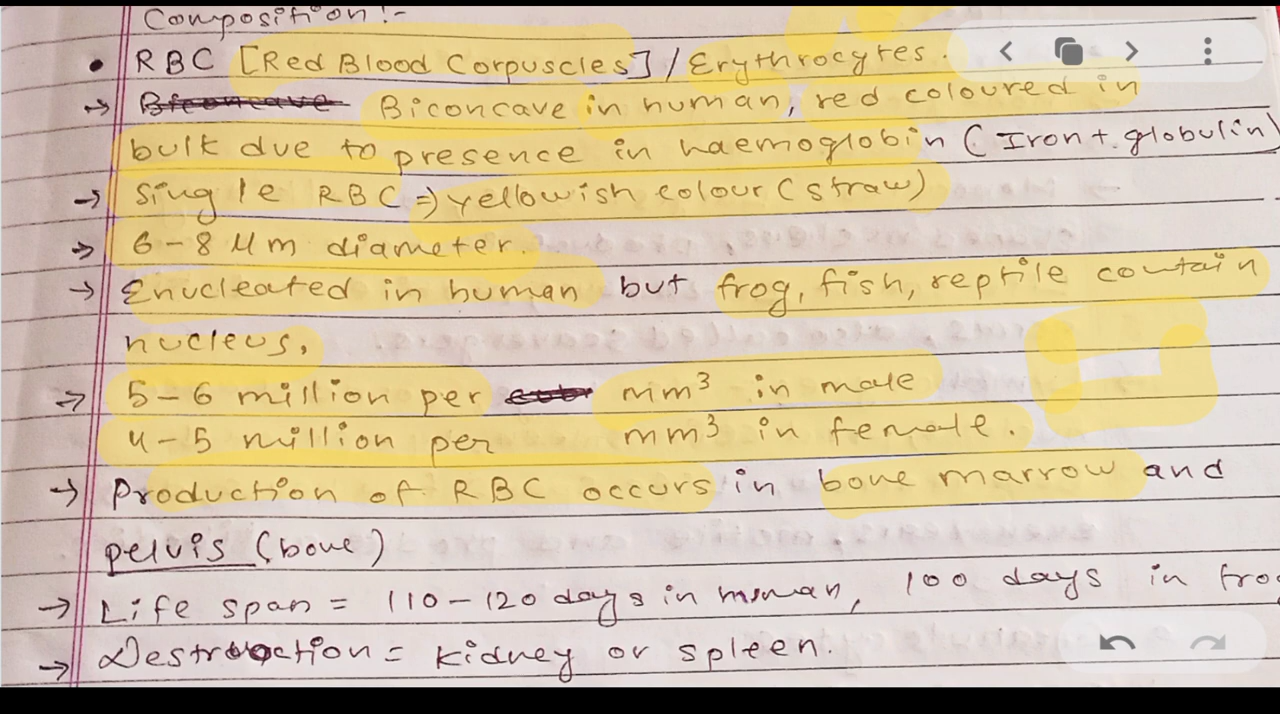 Composition:-
• RBC [Red Blood Corpuscles] / Erythrocytes.
→ Biconcave Biconcave in human, red coloured in
bulk due to presence in haemoglobin (Iron + globulin)
→ Single RBC ⇒ yellowish colour (straw)
→ 6-8 µm diameter.
→ Enucleated in human but frog, fish, reptile contain
nucleus,
→ 5-6 million per mm³ in male
4-5 million per mm³ in female.
→ Production of RBC occurs in bone marrow and
pelvis (bone)
→ Life span = 110-120 days in human, 100 days in frog
→ Destruction = kidney or spleen.